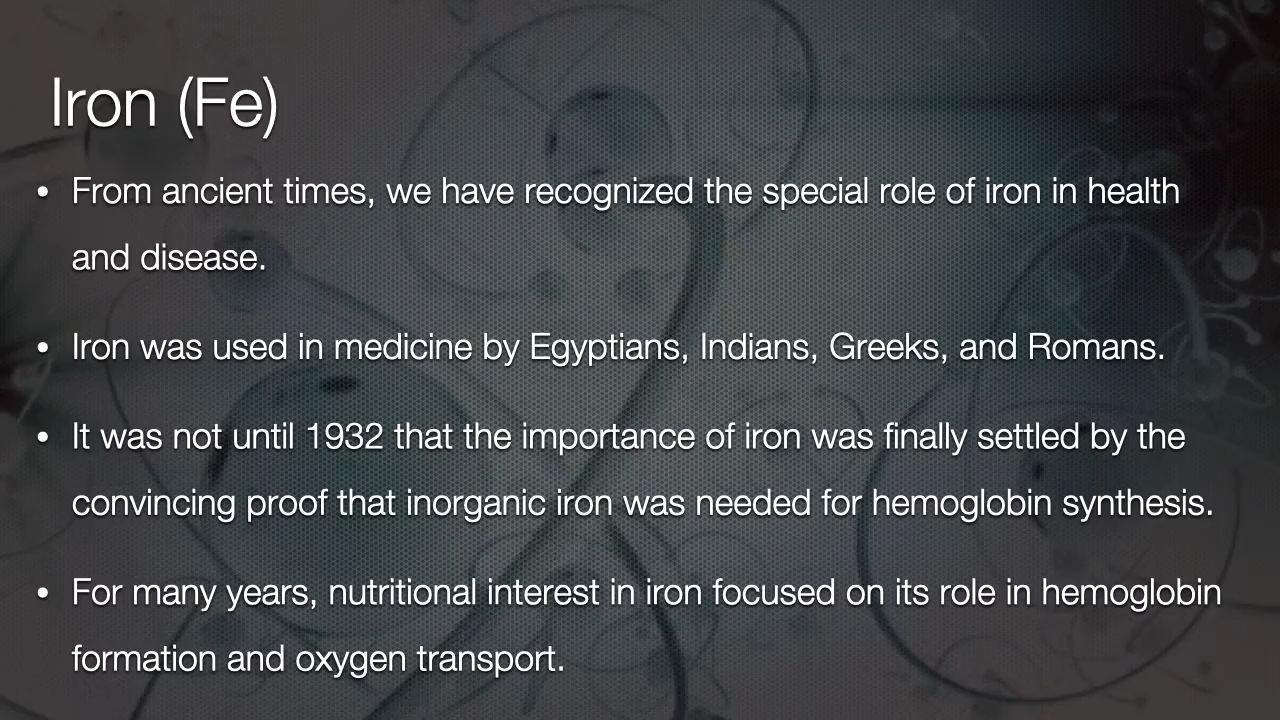 Iron (Fe)
• From ancient times, we have recognized the special role of iron in health
and disease.
• Iron was used in medicine by Egyptians, Indians, Greeks, and Romans.
• It was not until 1932 that the importance of iron was finally settled by the
convincing proof that inorganic iron was needed for hemoglobin synthesis.
• For many years, nutritional interest in iron focused on its role in hemoglobin
formation and oxygen transport.